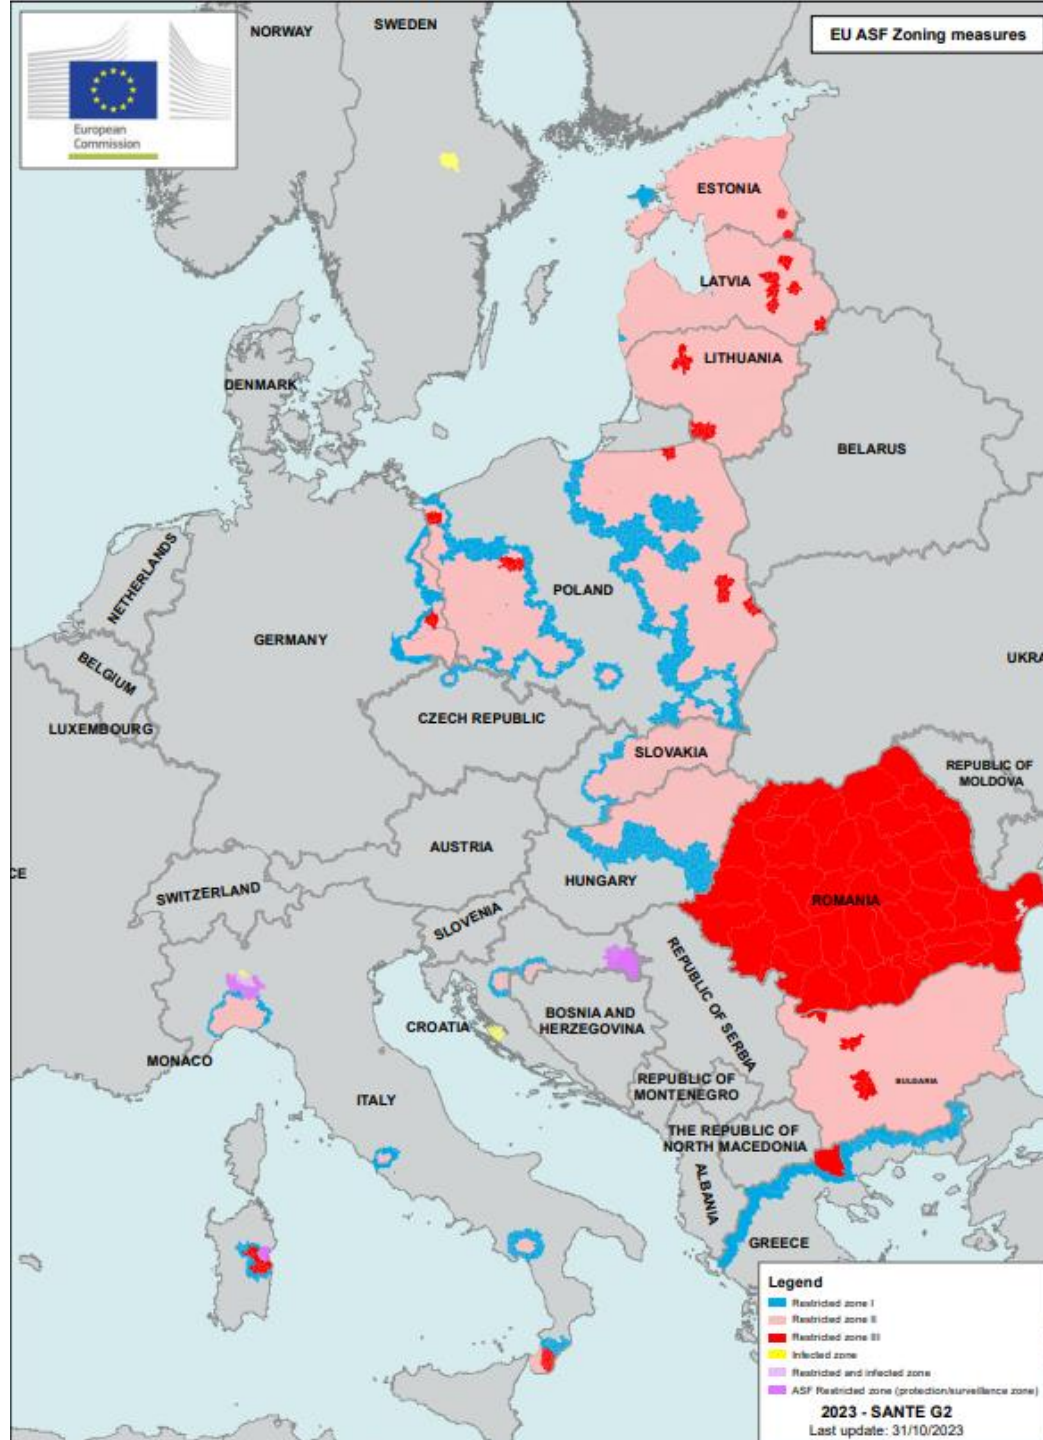 NORWAY
SWEDEN
EU ASF Zoning measures
European
Commission
ESTONIA
LATVIA
LITHUANIA
DENMARK
BELARUS
NETHERLANDS
POLAND
GERMANY
BELGIUM
UKRA
LUXEMBOURG
CZECH REPUBLIC
SLOVAKIA
REPUBLIC OF
MOLDOVA
AUSTRIA
CE
HUNGARY
SWITZERLAND
ROMANIA
SLOVENIA
REPUBLIC OF SERBIA
BOSNIA AND
HERZEGOVINA
CROATIA
MONACO
REPUBLIC OF
MONTENEGRO
BULGARIA
ITALY
THE REPUBLIC OF
NORTH MACEDONIA
ALBANIA
GREECE
Legend
Restricted zone I
Restricted zone II
Restricted zone III
Infected zone
Restricted and infected zone
ASF Restricted zone (protection/surveillance zone)
2023 - SANTE G2
Last update: 31/10/2023